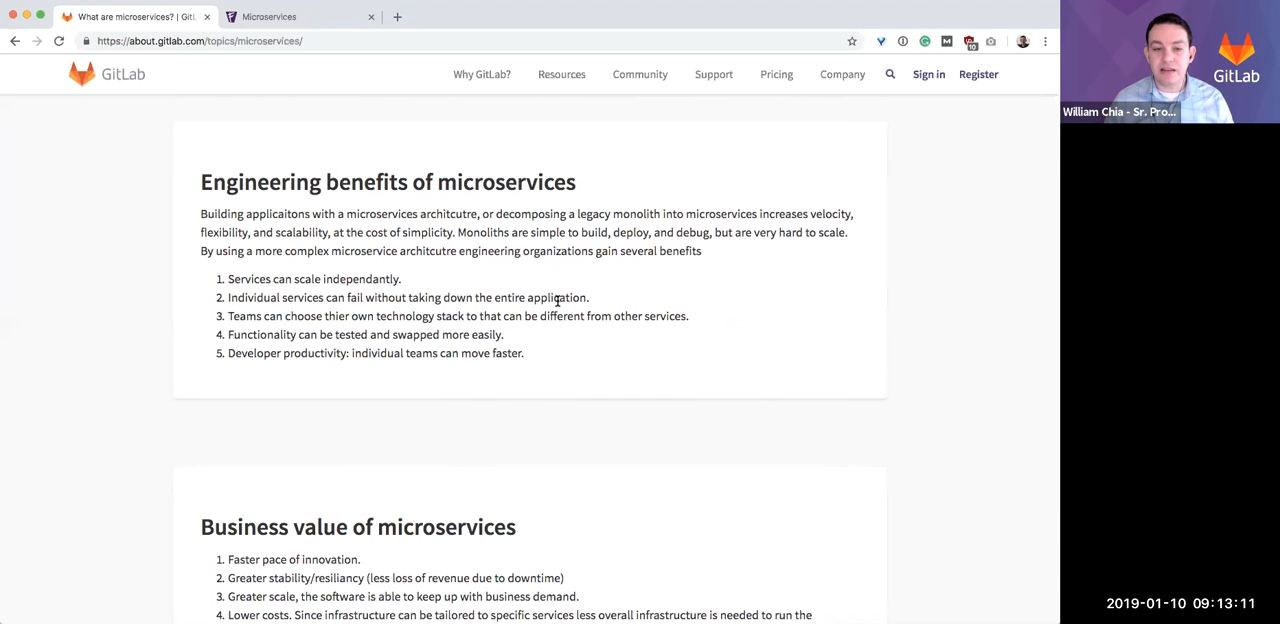 What are microservices? | GitL
Microservices
https://about.gitlab.com/topics/microservices/
10
GitLab
Why GitLab?
Resources
Community
Support
Pricing
Company
Sign in
Register
GitLab
William Chia - Sr. Pro...
Engineering benefits of microservices
Building applicaitons with a microservices architcutre, or decomposing a legacy monolith into microservices increases velocity,
flexibility, and scalability, at the cost of simplicity. Monoliths are simple to build, deploy, and debug, but are very hard to scale.
By using a more complex microservice architcutre engineering organizations gain several benefits
1. Services can scale independantly.
2. Individual services can fail without taking down the entire application.
3. Teams can choose thier own technology stack to that can be different from other services.
4. Functionality can be tested and swapped more easily.
5. Developer productivity: individual teams can move faster.
Business value of microservices
1. Faster pace of innovation.
2. Greater stability/resiliancy (less loss of revenue due to downtime)
3. Greater scale, the software is able to keep up with business demand.
4. Lower costs. Since infrastructure can be tailored to specific services less overall infrastructure is needed to run the
2019-01-10 09:13:11